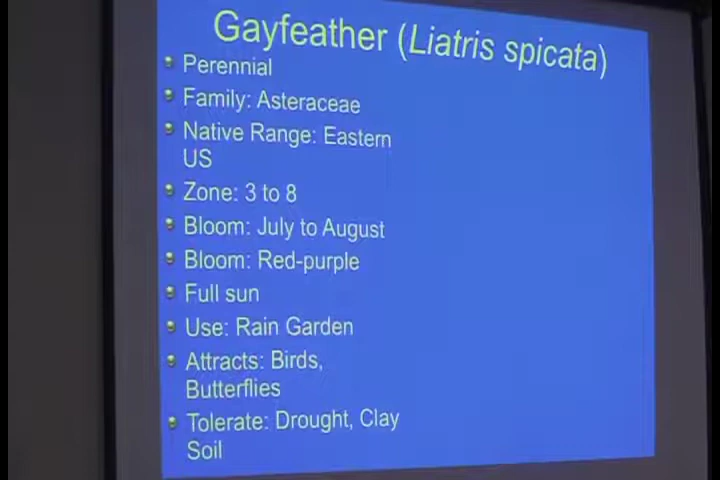 Gayfeather (Liatris spicata)
Perennial
Family: Asteraceae
Native Range: Eastern
US
Zone: 3 to 8
Bloom: July to August
Bloom: Red-purple
Full sun
Use: Rain Garden
Attracts: Birds,
Butterflies
Tolerate: Drought, Clay
Soil